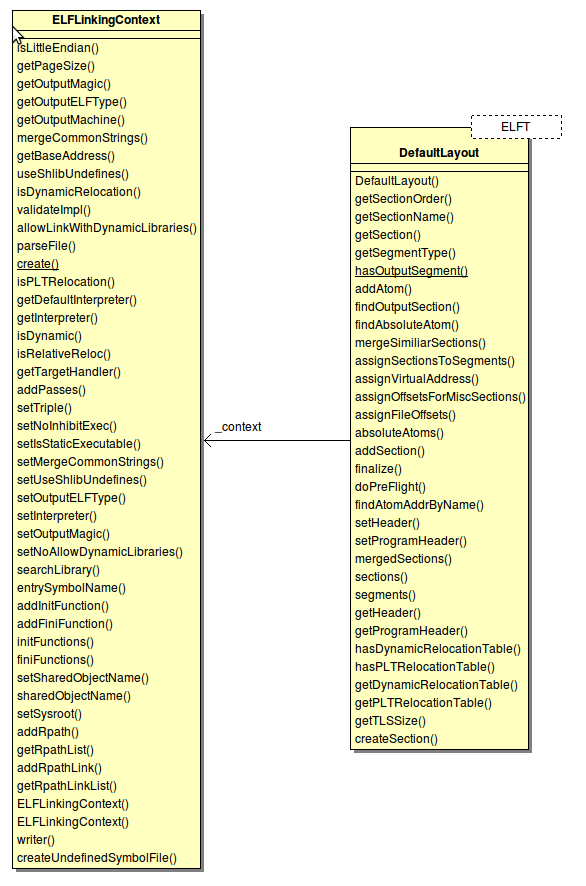 ELFLinkingContext
isLittleEndian()
getPageSize()
getOutputMagic()
getOutputELFType()
getOutputMachine()
mergeCommonStrings()
getBaseAddress()
useShlibUndefines()
isDynamicRelocation()
validateImpl()
allowLinkWithDynamicLibraries()
parseFile()
create()
isPLTRelocation()
getDefaultInterpreter()
getInterpreter()
isDynamic()
isRelativeReloc()
getTargetHandler()
addPasses()
setTriple()
setNoInhibitExec()
setIsStaticExecutable()
setMergeCommonStrings()
setUseShlibUndefines()
setOutputELFType()
setInterpreter()
setOutputMagic()
setNoAllowDynamicLibraries()
searchLibrary()
entrySymbolName()
addInitFunction()
addFiniFunction()
initFunctions()
finiFunctions()
setSharedObjectName()
sharedObjectName()
setSysroot()
addRpath()
getRpathList()
addRpathLink()
getRpathLinkList()
ELFLinkingContext()
ELFLinkingContext()
writer()
createUndefinedSymbolFile()
_context
ELFT
DefaultLayout
DefaultLayout()
getSectionOrder()
getSectionName()
getSection()
getSegmentType()
hasOutputSegment()
addAtom()
findOutputSection()
findAbsoluteAtom()
mergeSimiliarSections()
assignSectionsToSegments()
assignVirtualAddress()
assignOffsetsForMiscSections()
assignFileOffsets()
absoluteAtoms()
addSection()
finalize()
doPreFlight()
findAtomAddrByName()
setHeader()
setProgramHeader()
mergedSections()
sections()
segments()
getHeader()
getProgramHeader()
hasDynamicRelocationTable()
hasPLTRelocationTable()
getDynamicRelocationTable()
getPLTRelocationTable()
getTLSSize()
createSection()